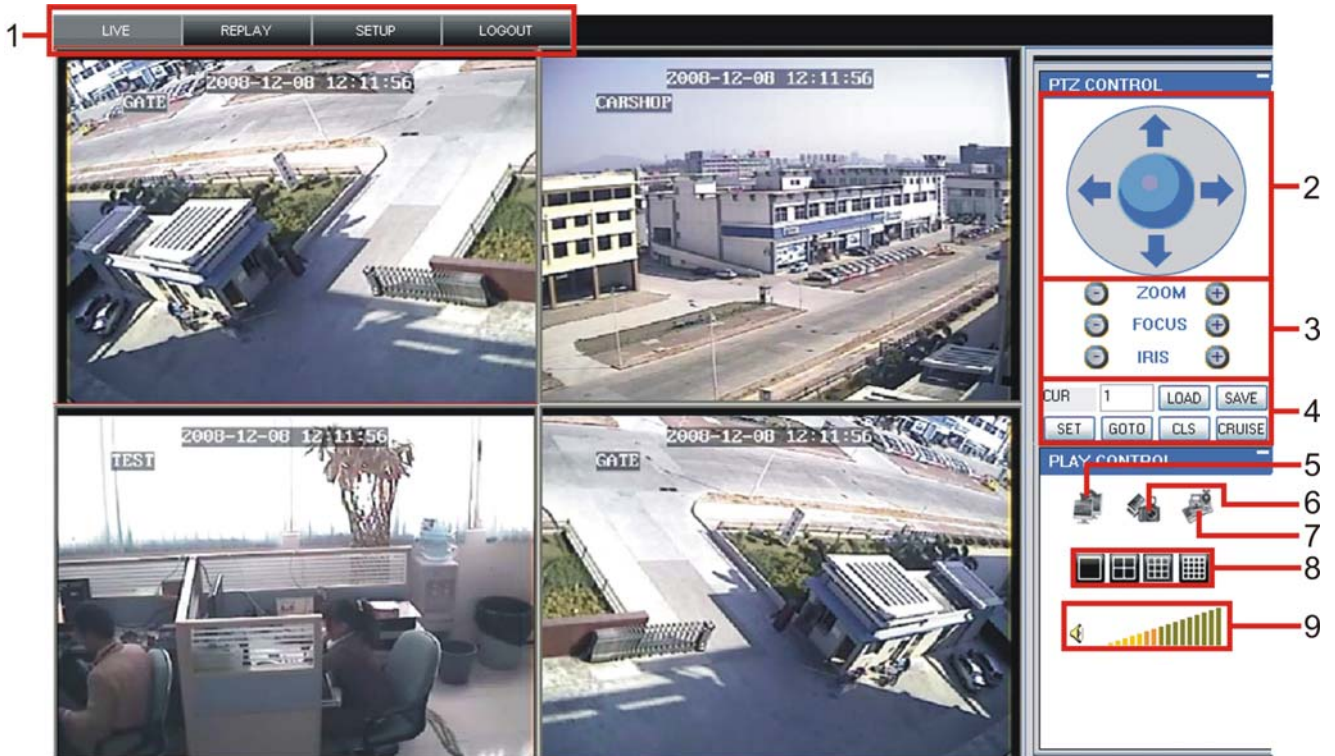 1
LIVE REPLAY SETUP LOGOUT
2008-12-08 12:11:56
GATE
2008-12-08 12:11:56
CARSHOP
2008-12-08 12:11:56
TEST
2008-12-08 12:11:56
GATE
PTZ CONTROL
2
ZOOM
FOCUS
IRIS
3
CUR 1 LOAD SAVE
SET GOTO CLS CRUISE
4
PLAY CONTROL
5
6
7
8
9